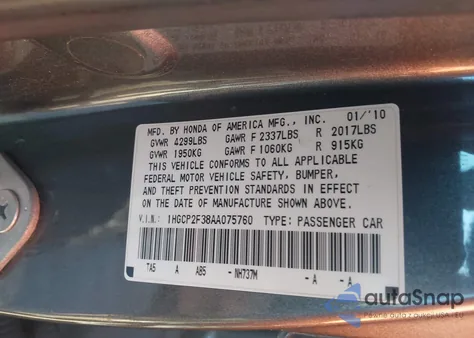 MFD. BY HONDA OF AMERICA MFG., INC. 01/'10
GVWR 4299LBS GAWR F 2337LBS R 2017LBS
GVWR 1950KG GAWR F 1060KG R 915KG
THIS VEHICLE CONFORMS TO ALL APPLICABLE
FEDERAL MOTOR VEHICLE SAFETY, BUMPER,
AND THEFT PREVENTION STANDARDS IN EFFECT
ON THE DATE OF MANUFACTURE SHOWN ABOVE.
V.I.N.: 1HGCP2F38AA075760 TYPE: PASSENGER CAR
TA5 A AB5 - NH737M - A - A
autoSnap